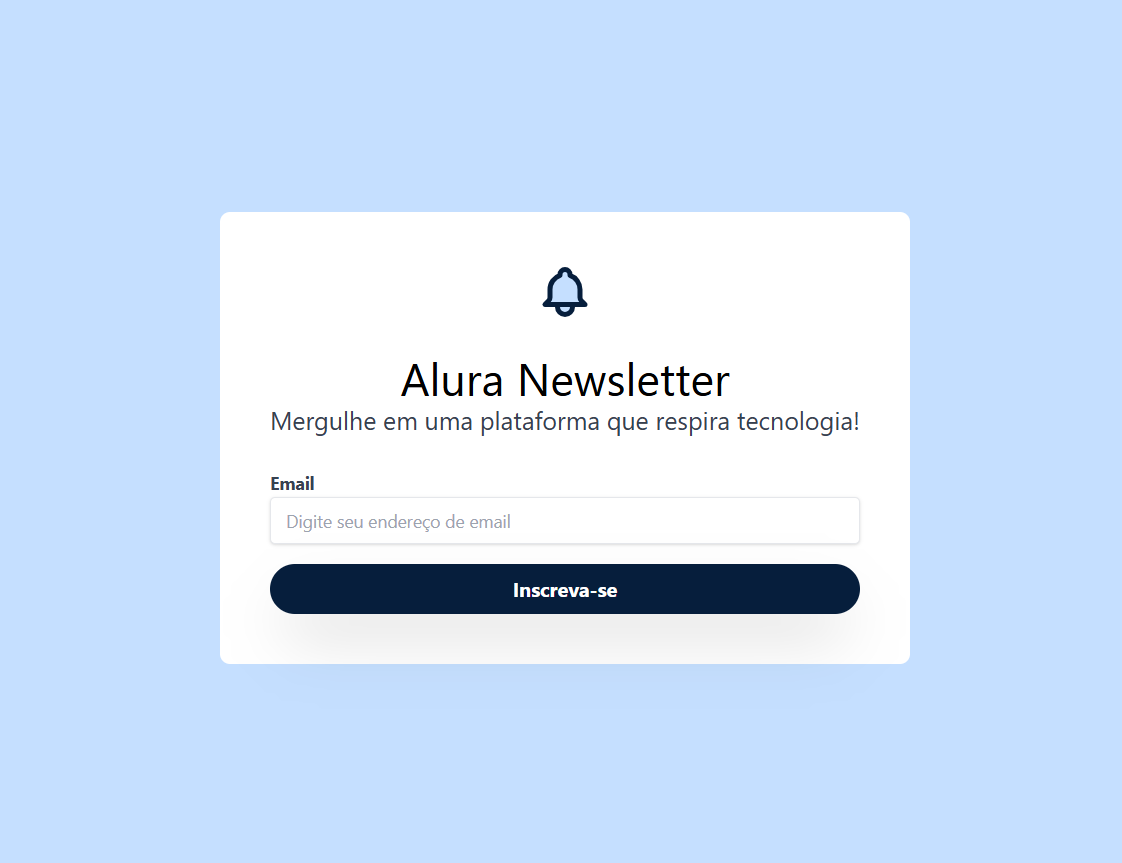 Alura Newsletter
Mergulhe em uma plataforma que respira tecnologia!
Email
Digite seu endereço de email
Inscreva-se